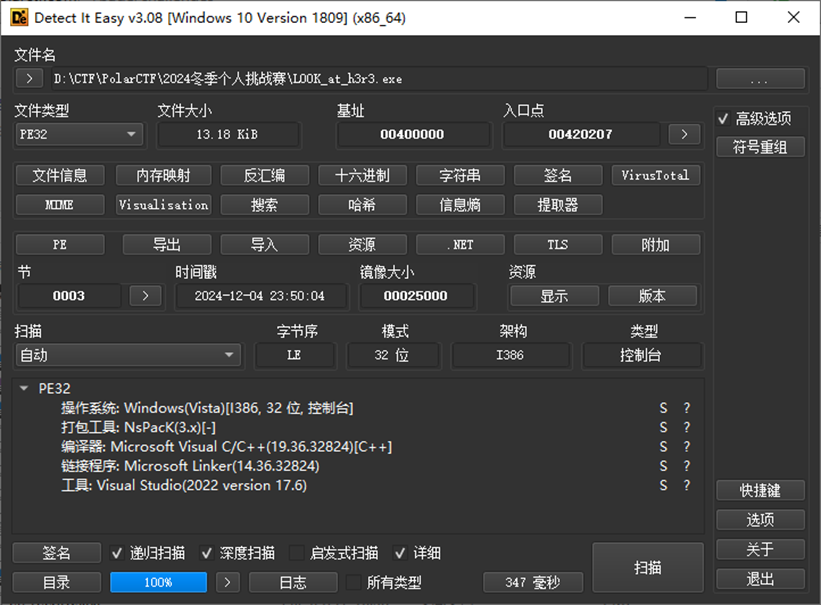 Detect It Easy v3.08 [Windows 10 Version 1809] (x86_64)
文件名
> D:\CTF\PolarCTF\2024冬季个人挑战赛\L00K_at_h3r3.exe ...
文件类型 文件大小 基址 入口点
PE32 13.18 KiB 00400000 00420207 > 高级选项
符号重组
文件信息 内存映射 反汇编 十六进制 字符串 签名 VirusTotal
MIME Visualisation 搜索 哈希 信息熵 提取器
PE 导出 导入 资源 .NET TLS 附加
节 时间戳 镜像大小 资源
0003 > 2024-12-04 23:50:04 00025000 显示 版本
扫描 字节序 模式 架构 类型
自动 LE 32 位 I386 控制台
PE32
操作系统: Windows(Vista)[I386, 32 位, 控制台] S ?
打包工具: NsPacK(3.x)[-] S ?
编译器: Microsoft Visual C/C++(19.36.32824)[C++] S ?
链接程序: Microsoft Linker(14.36.32824) S ?
工具: Visual Studio(2022 version 17.6) S ?
快捷键
选项
签名 递归扫描 深度扫描 启发式扫描 详细 扫描 关于
目录 100% > 日志 所有类型 347 毫秒 退出